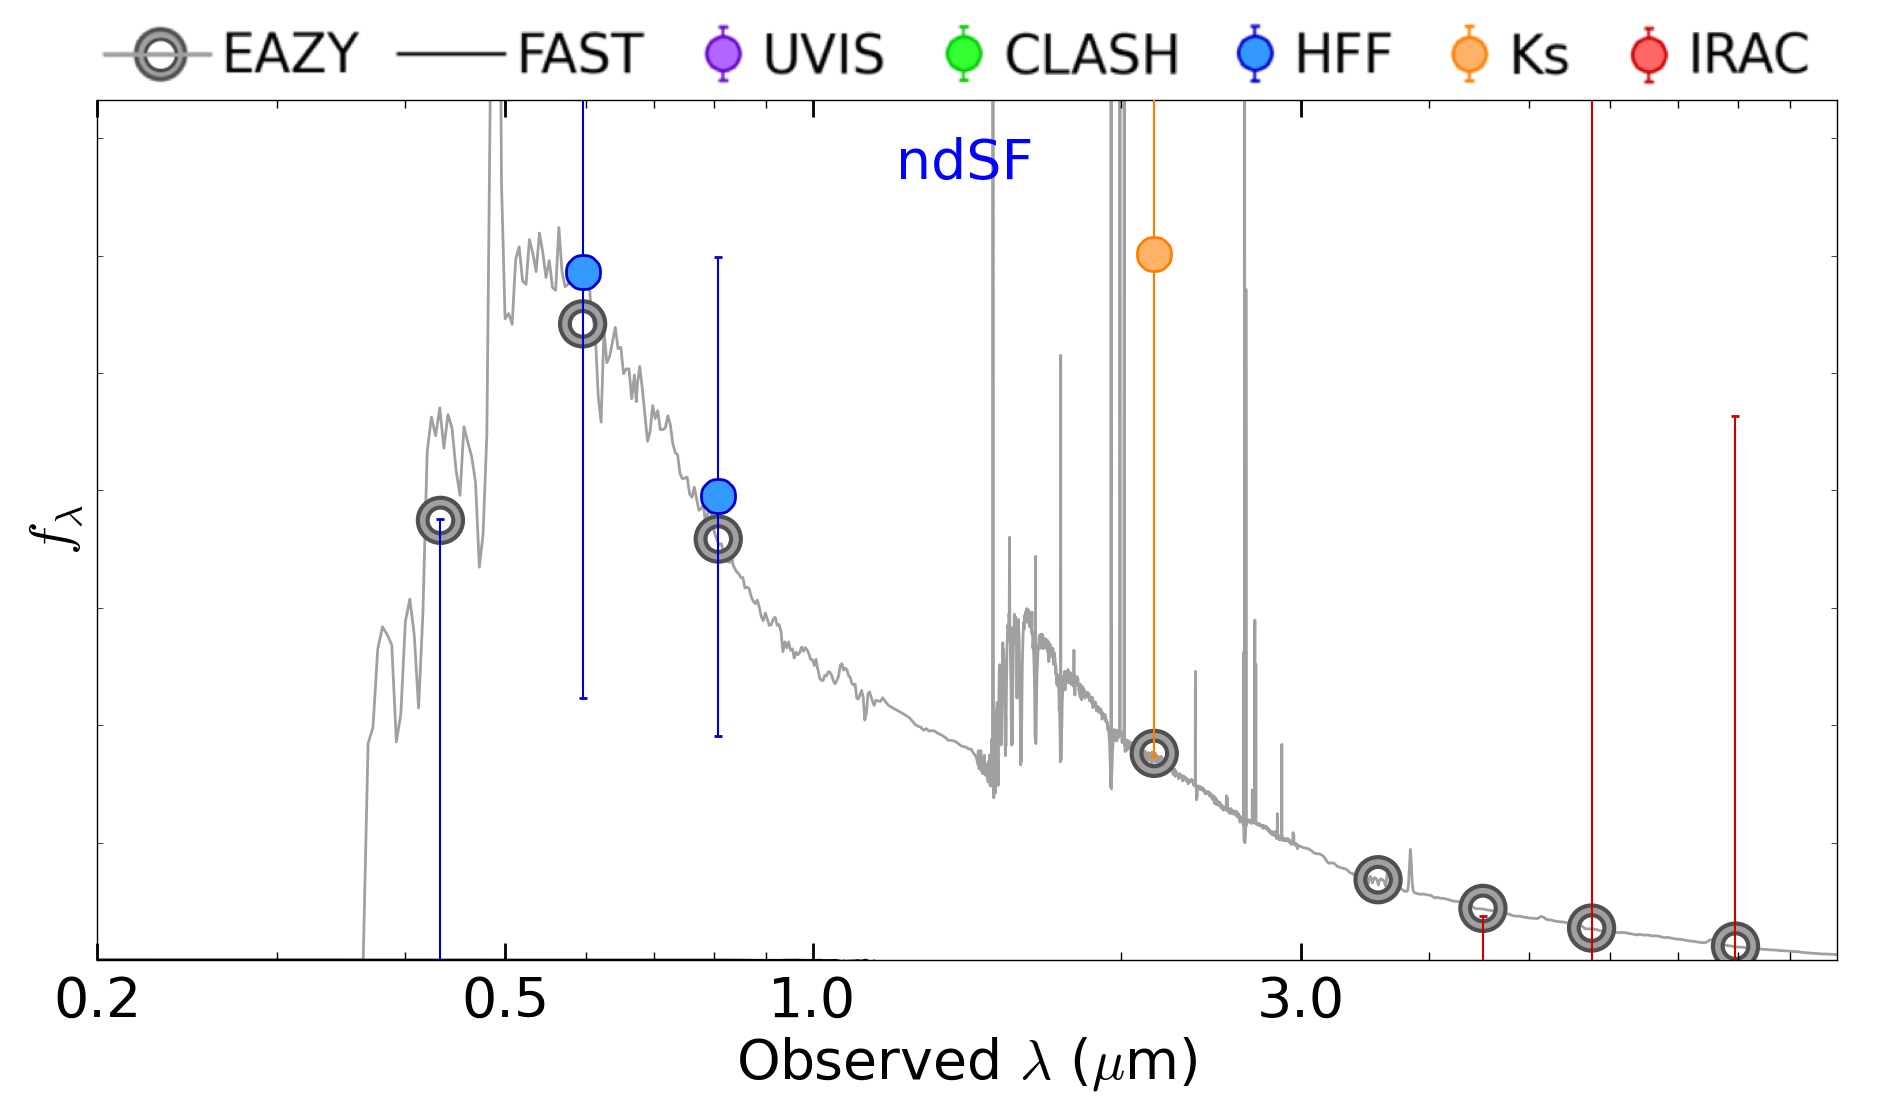 EAZY FAST UVIS CLASH HFF Ks IRAC
ndSF
f_λ
0.2 0.5 1.0 3.0
Observed λ (μm)